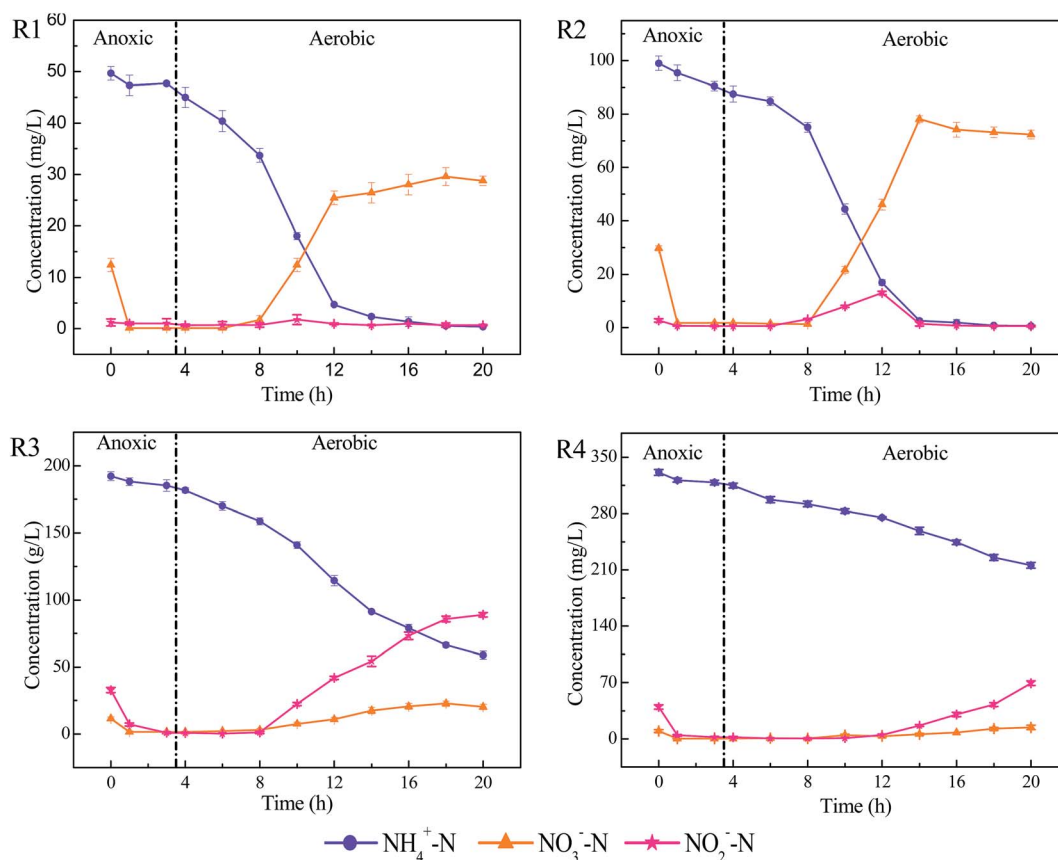 R1
Anoxic
Aerobic
Concentration (mg/L)
60
50
40
30
20
10
0
0 4 8 12 16 20
Time (h)
R2
Anoxic
Aerobic
Concentration (mg/L)
100
80
60
40
20
0
0 4 8 12 16 20
Time (h)
R3
Anoxic
Aerobic
Concentration (g/L)
200
150
100
50
0
0 4 8 12 16 20
Time (h)
R4
Anoxic
Aerobic
Concentration (mg/L)
350
280
210
140
70
0
0 4 8 12 16 20
Time (h)
NH₄⁺-N NO₃⁻-N NO₂⁻-N